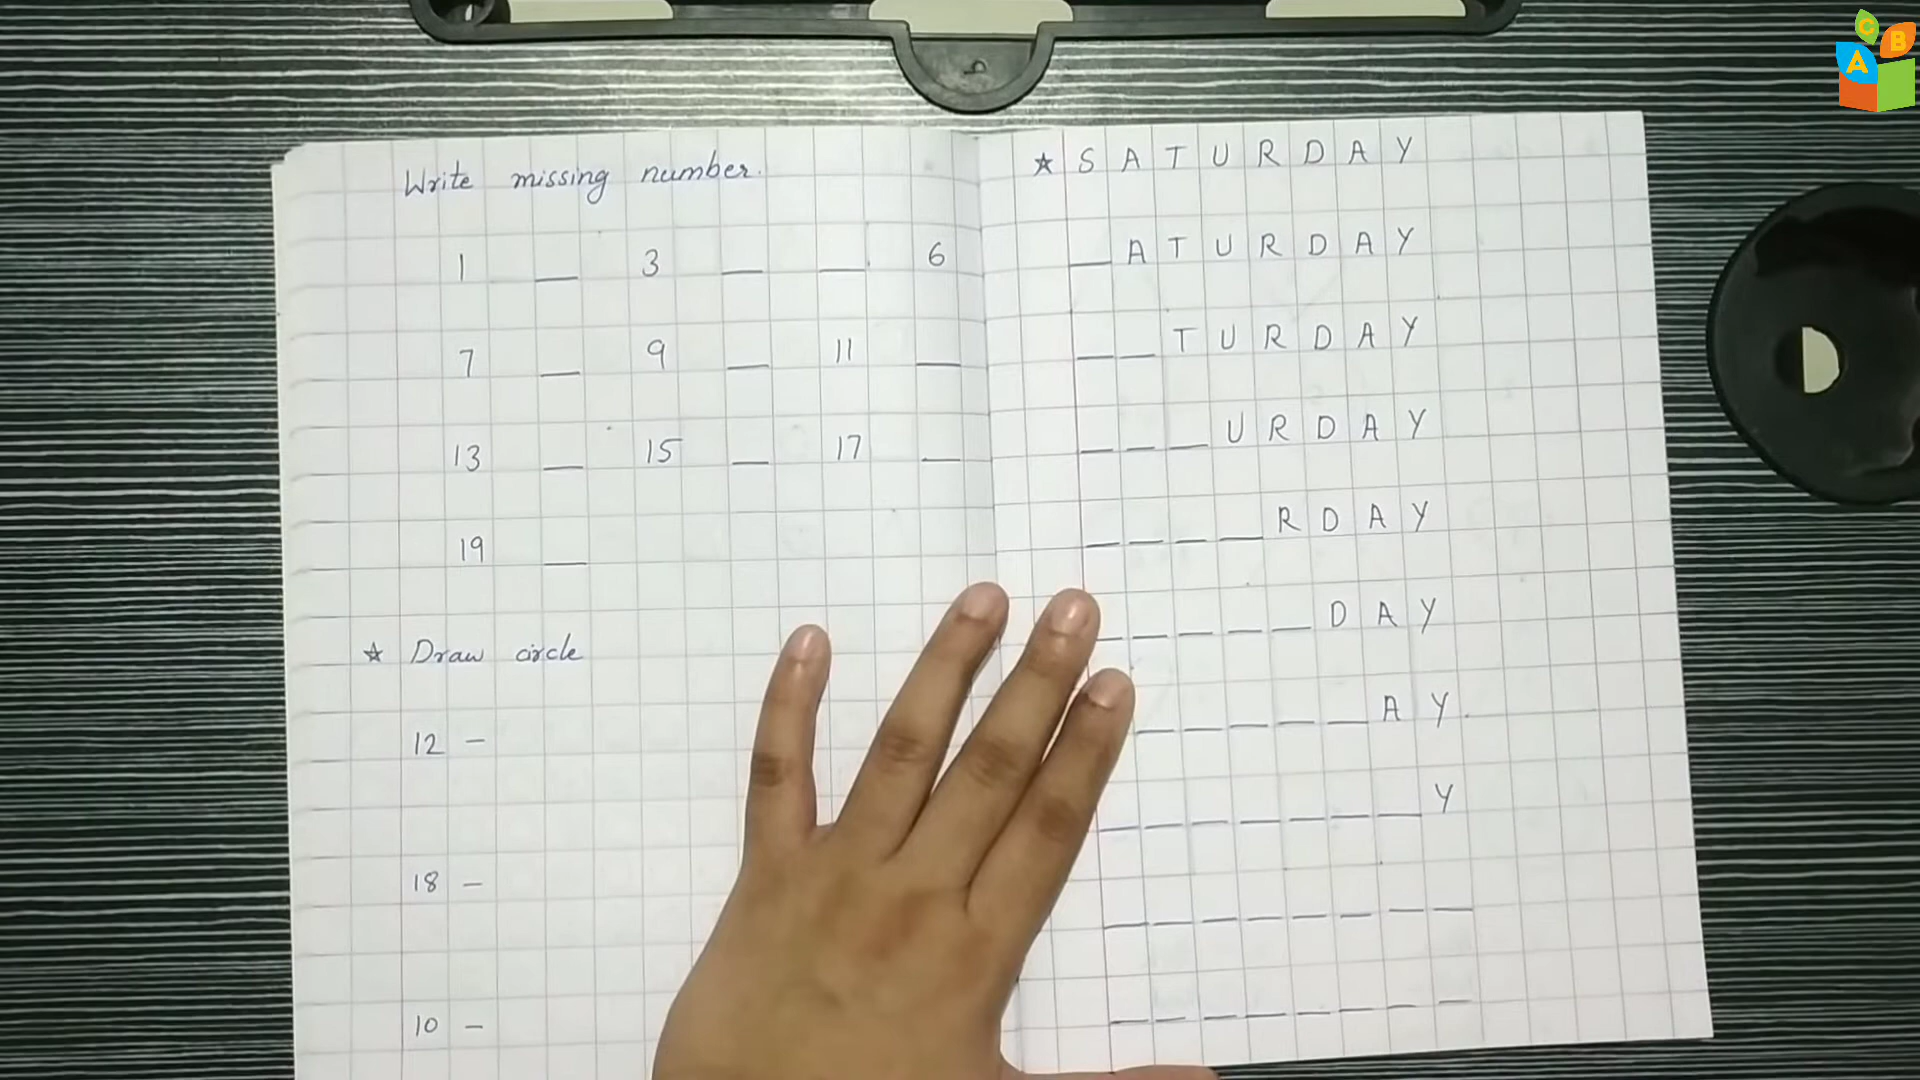 Write missing number.
1 __ 3 __ __ 6
7 __ 9 __ 11 __
13 __ 15 __ 17 __
19 __
★ Draw circle
12 –
18 –
10 –
★ S A T U R D A Y
_ A T U R D A Y
_ _ T U R D A Y
_ _ _ U R D A Y
_ _ _ _ R D A Y
_ _ _ _ _ D A Y
_ _ _ _ _ A Y .
_ _ _ _ _ _ _ Y
_ _ _ _ _ _ _ _
_ _ _ _ _ _ _ _
A C B